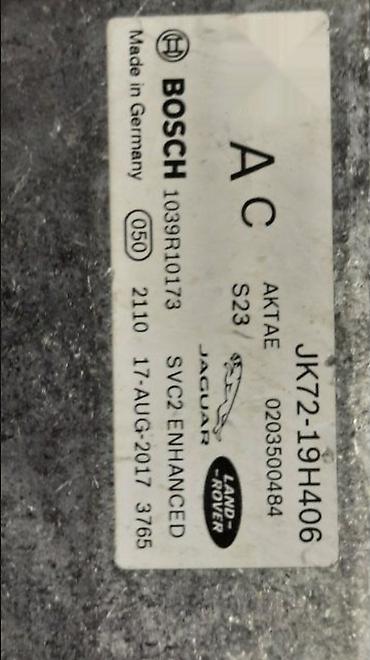 JK72-19H406
AKTAE 0203500484
A C S23
JAGUAR LAND-
-ROVER
BOSCH 1039R10173 SVC2 ENHANCED
Made in Germany 050 2110 17-AUG-2017 3765